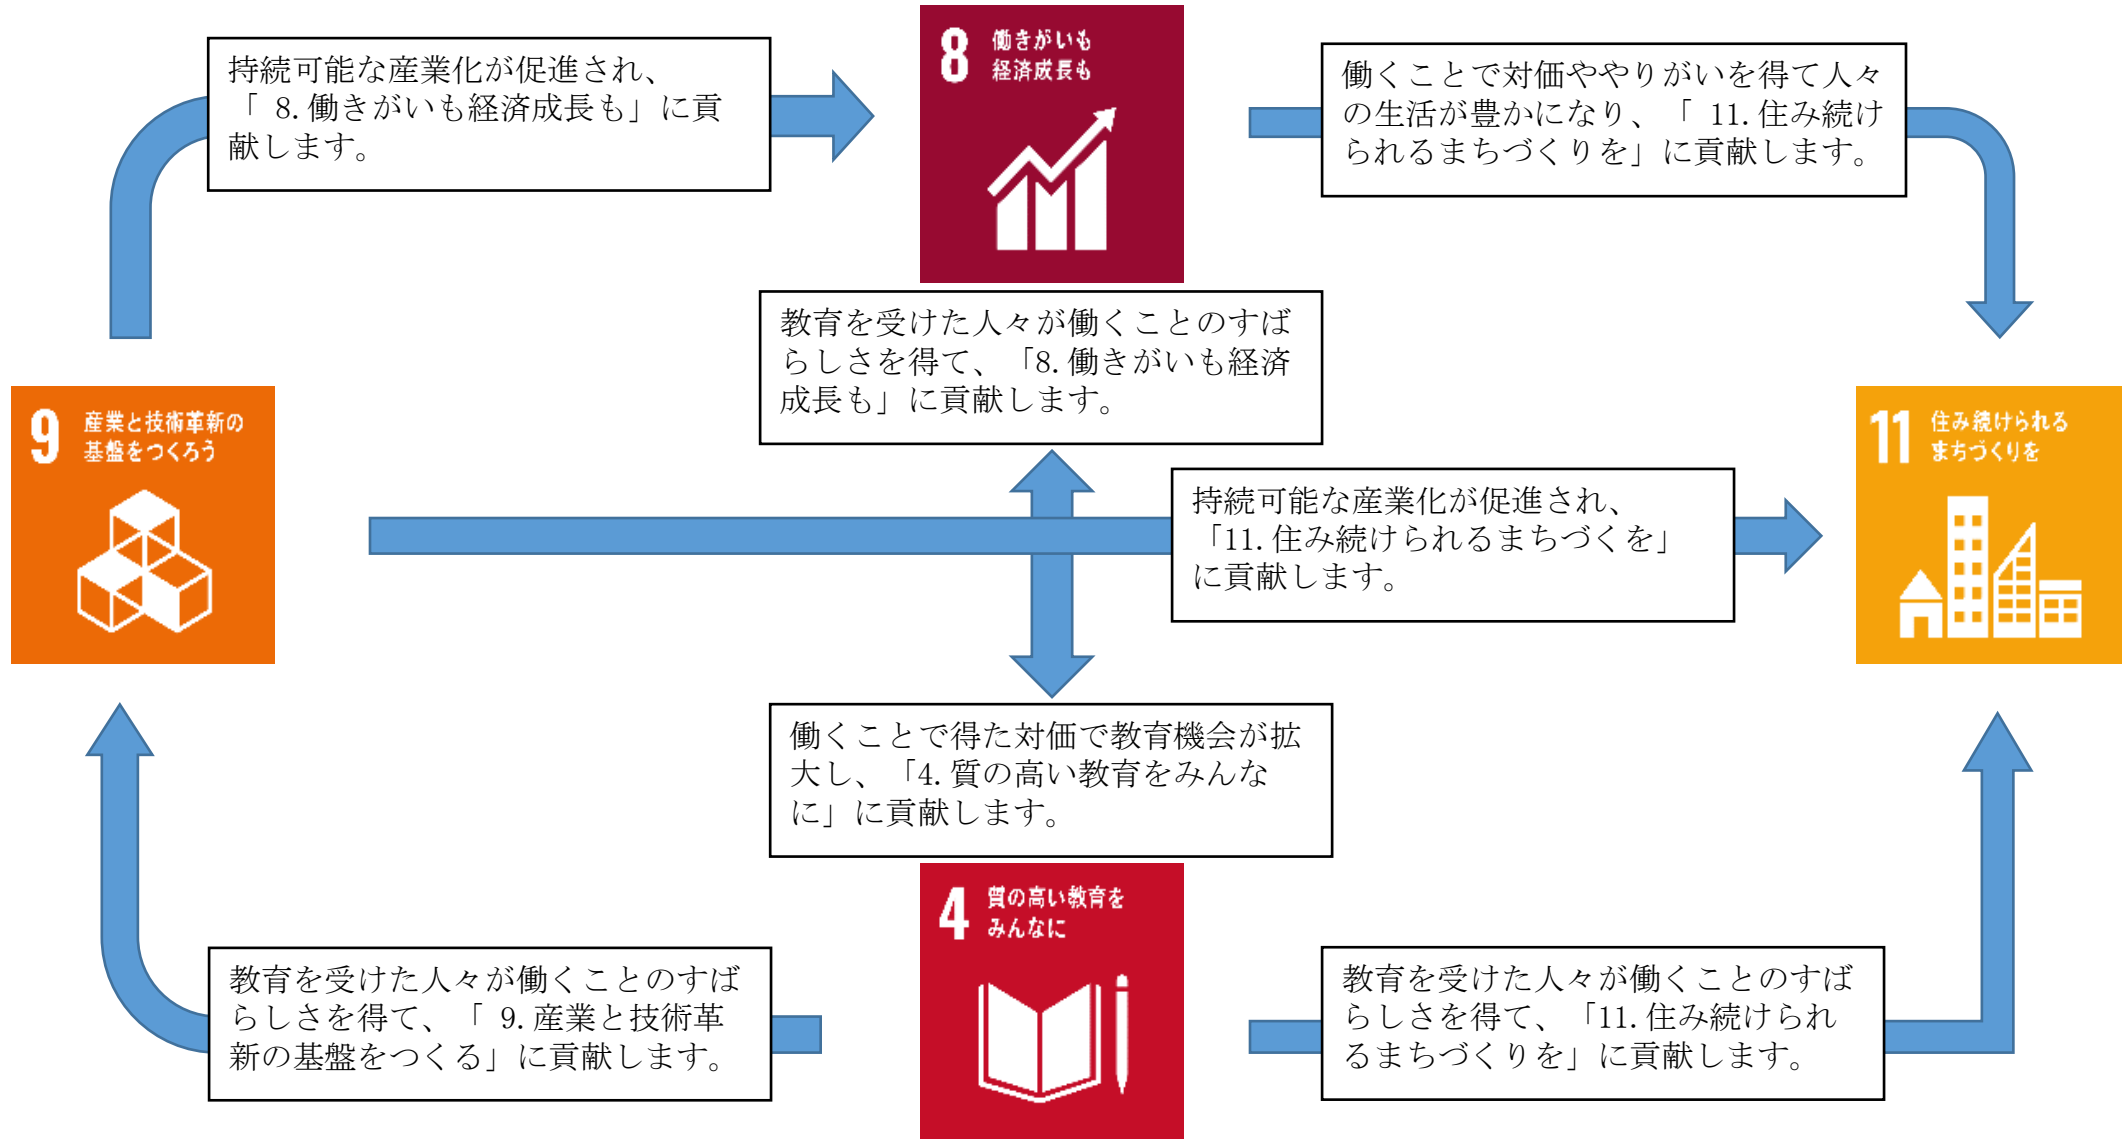 持続可能な産業化が促進され、
「 8.働きがいも経済成長も」に貢
献します。
8 働きがいも
経済成長も
働くことで対価ややりがいを得て人々
の生活が豊かになり、「 11.住み続け
られるまちづくりを」に貢献します。
教育を受けた人々が働くことのすば
らしさを得て、「8.働きがいも経済
成長も」に貢献します。
9 産業と技術革新の
基盤をつくろう
持続可能な産業化が促進され、
「11.住み続けられるまちづくを」
に貢献します。
11 住み続けられる
まちづくりを
働くことで得た対価で教育機会が拡
大し、「4.質の高い教育をみんな
に」に貢献します。
教育を受けた人々が働くことのすば
らしさを得て、「 9.産業と技術革
新の基盤をつくる」に貢献します。
4 質の高い教育を
みんなに
教育を受けた人々が働くことのすば
らしさを得て、「11.住み続けられ
るまちづくりを」に貢献します。